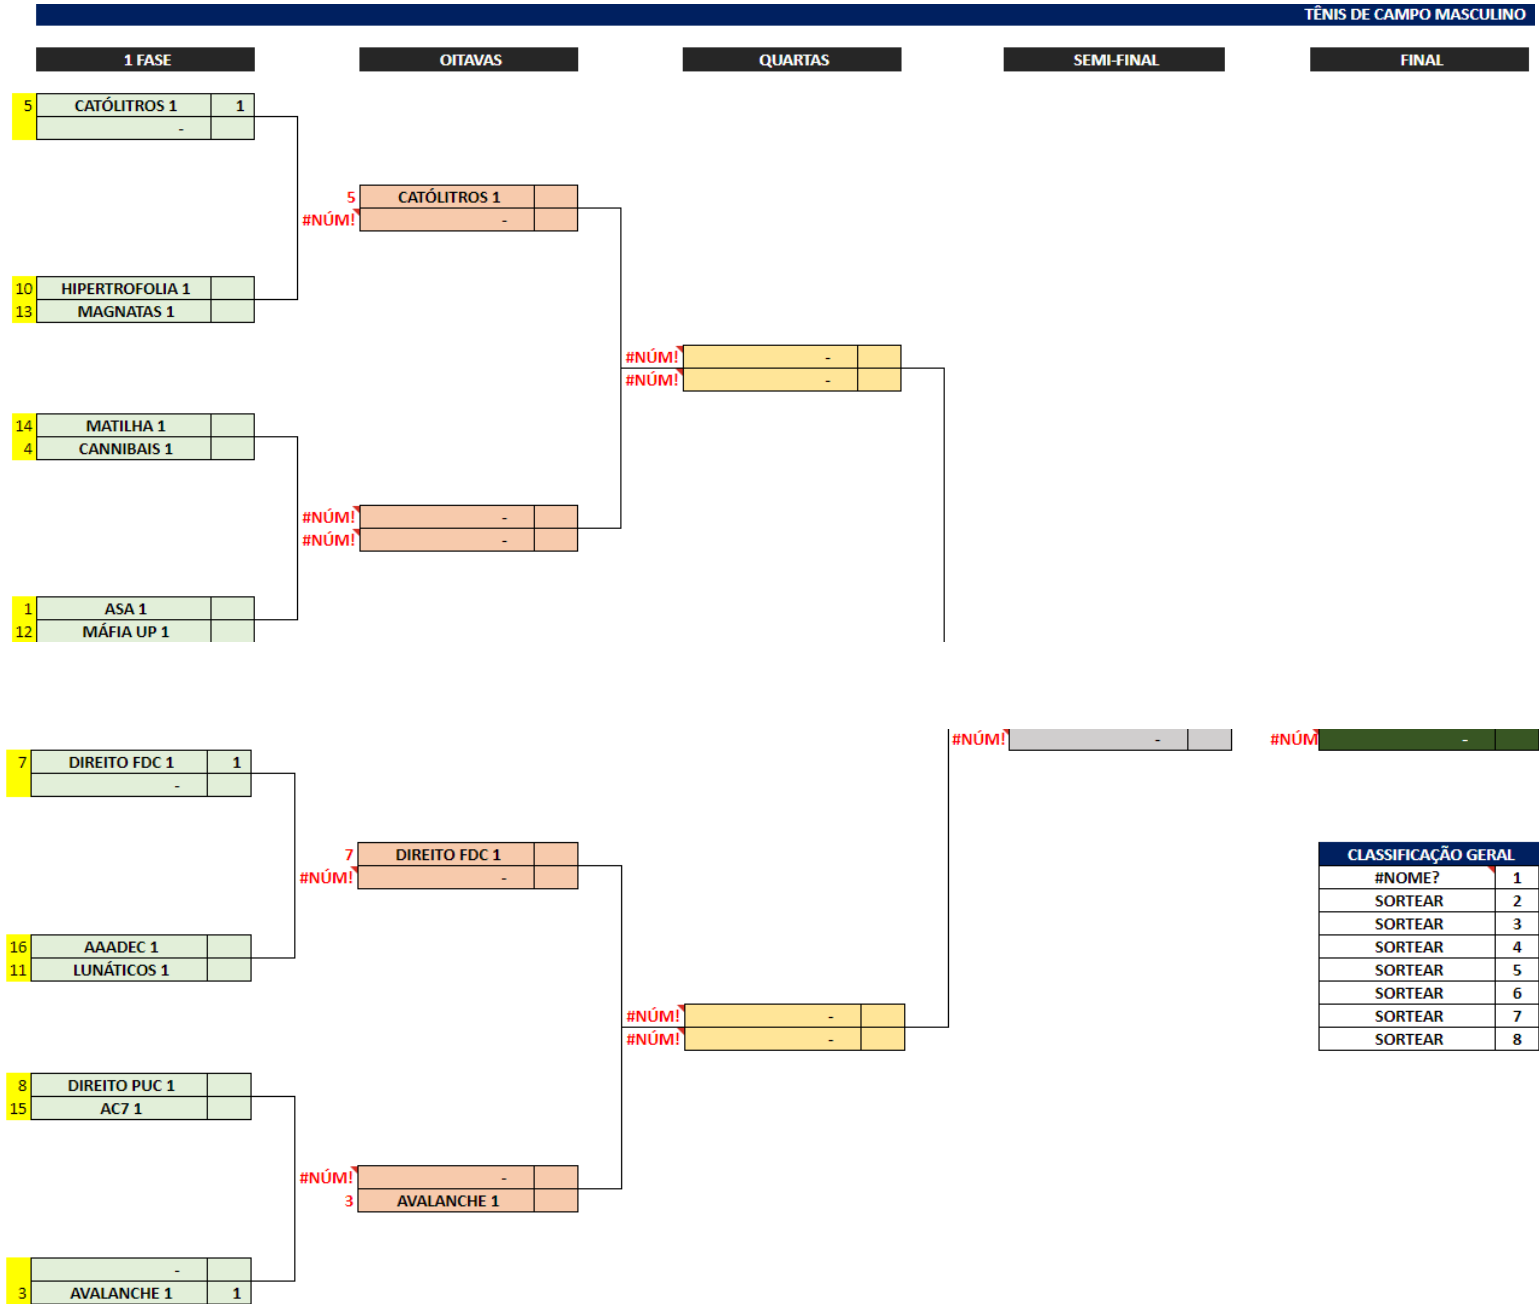 TÊNIS DE CAMPO MASCULINO
1 FASE OITAVAS QUARTAS SEMI-FINAL FINAL
5 CATÓLITROS 1 1
-
5 CATÓLITROS 1
#NÚM! -
10 HIPERTROFOLIA 1
13 MAGNATAS 1
#NÚM! -
#NÚM! -
14 MATILHA 1
4 CANNIBAIS 1
#NÚM! -
#NÚM! -
1 ASA 1
12 MÁFIA UP 1
#NÚM! - #NÚM -
7 DIREITO FDC 1 1
-
7 DIREITO FDC 1
#NÚM! -
CLASSIFICAÇÃO GERAL
#NOME? 1
SORTEAR 2
SORTEAR 3
SORTEAR 4
SORTEAR 5
SORTEAR 6
SORTEAR 7
SORTEAR 8
16 AAADEC 1
11 LUNÁTICOS 1
#NÚM! -
#NÚM! -
8 DIREITO PUC 1
15 AC7 1
#NÚM! -
3 AVALANCHE 1
-
3 AVALANCHE 1 1